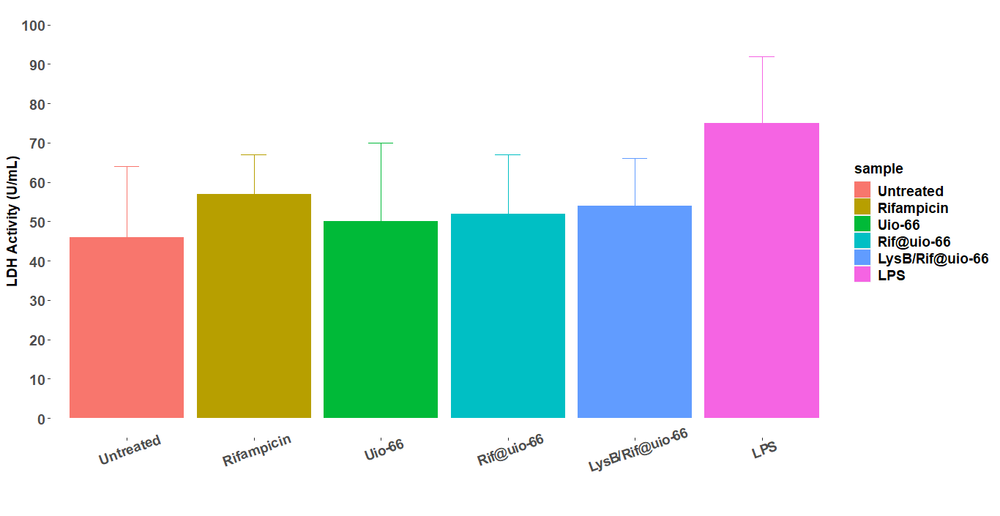 100
90
80
70
60
50
40
30
20
10
0
LDH Activity (U/mL)
Untreated
Rifampicin
Uio-66
Rif@uio-66
LysB/Rif@uio-66
LPS
sample
Untreated
Rifampicin
Uio-66
Rif@uio-66
LysB/Rif@uio-66
LPS